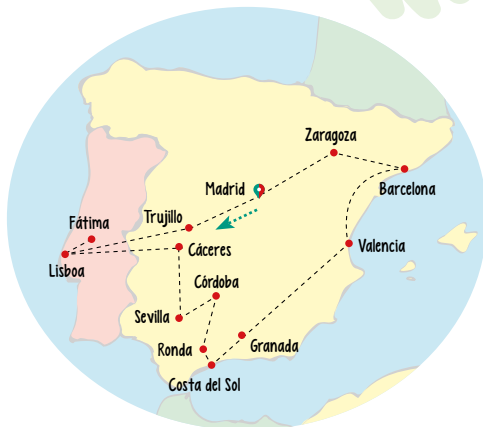 Zaragoza
Madrid
Barcelona
Fátima
Trujillo
Cáceres
Valencia
Lisboa
Córdoba
Sevilla
Ronda
Granada
Costa del Sol